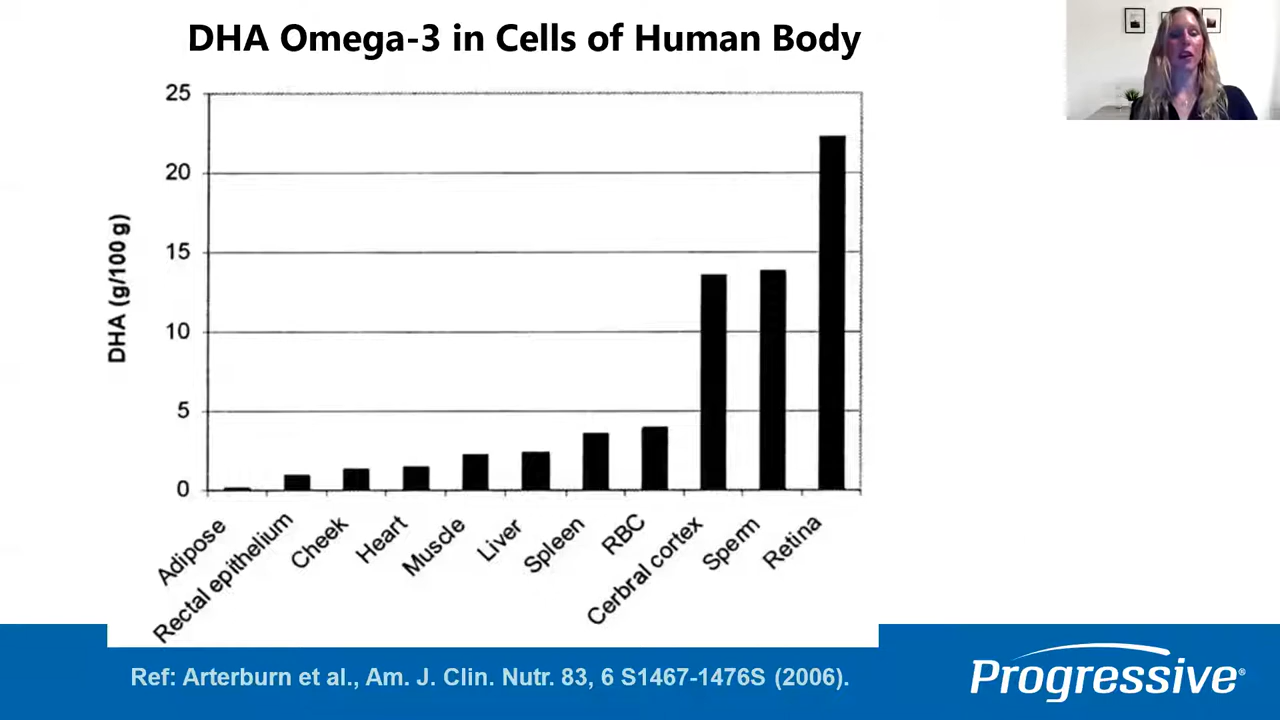 DHA Omega-3 in Cells of Human Body
25
20
15
10
5
0
DHA (g/100 g)
Adipose
Rectal epithelium
Cheek
Heart
Muscle
Liver
Spleen
RBC
Cerbral cortex
Sperm
Retina
Ref: Arterburn et al., Am. J. Clin. Nutr. 83, 6 S1467-1476S (2006).
Progressive®